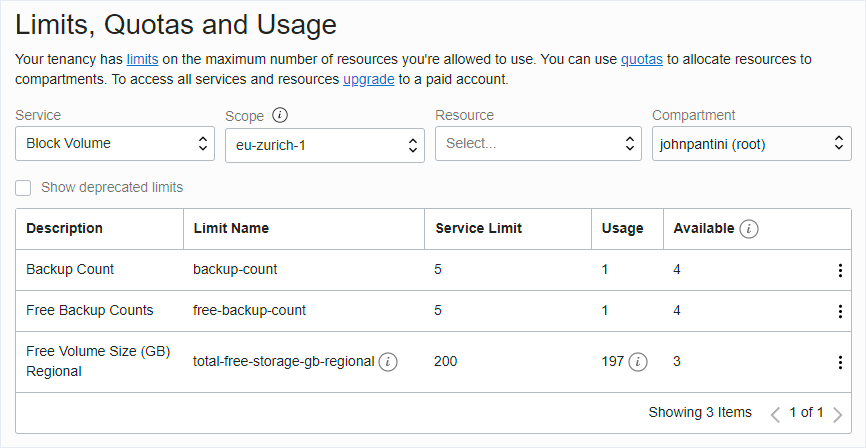 Limits, Quotas and Usage
Your tenancy has limits on the maximum number of resources you're allowed to use. You can use quotas to allocate resources to
compartments. To access all services and resources upgrade to a paid account.
Service Scope i Resource Compartment
Block Volume eu-zurich-1 Select... johnpantini (root)
Show deprecated limits
Description Limit Name Service Limit Usage Available i
Backup Count backup-count 5 1 4
Free Backup Counts free-backup-count 5 1 4
Free Volume Size (GB)
Regional total-free-storage-gb-regional i 200 197 i 3
Showing 3 Items 1 of 1